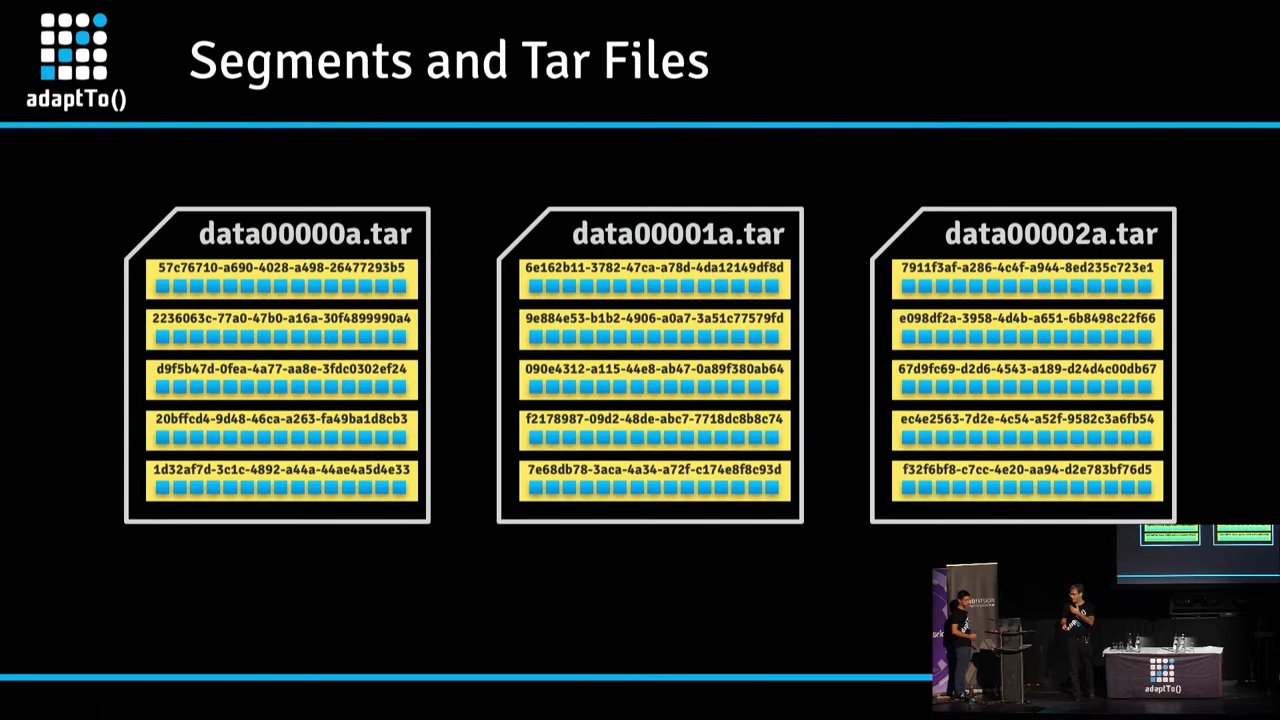 adaptTo()
Segments and Tar Files
data00000a.tar
57c76710-a690-4028-a498-26477293b5
2236063c-77a0-47b0-a16a-30f4899990a4
d9f5b47d-0fea-4a77-aa8e-3fdc0302ef24
20bffcd4-9d48-46ca-a263-fa49ba1d8cb3
1d32af7d-3c1c-4892-a44a-44ae4a5d4e33
data00001a.tar
6e162b11-3782-47ca-a78d-4da12149df8d
9e884e53-b1b2-4906-a0a7-3a51c77579fd
090e4312-a115-44e8-ab47-0a89f380ab64
f2178987-09d2-48de-abc7-7718dc8b8c74
7e68db78-3aca-4a34-a72f-c174e8f8c93d
data00002a.tar
7911f3af-a286-4c4f-a944-8ed235c723e1
e098df2a-3958-4d4b-a651-6b8498c22f66
67d9fc69-d2d6-4543-a189-d24d4c00db67
ec4e2563-7d2e-4c54-a52f-9582c3a6fb54
f32f6bf8-c7cc-4e20-aa94-d2e783bf76d5
adaptTo()